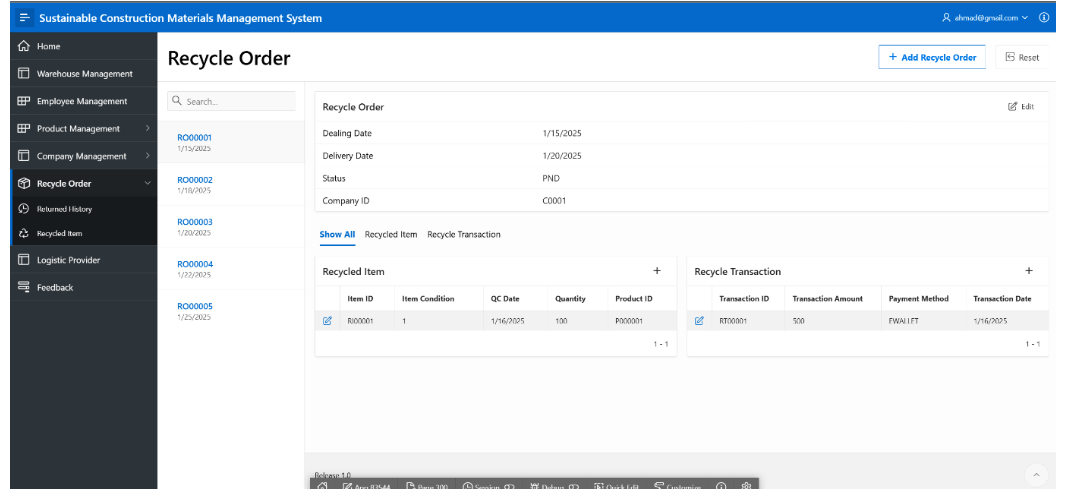 Sustainable Construction Materials Management System
ahmad@gmail.com
Home
Warehouse Management
Employee Management
Product Management
Company Management
Recycle Order
Returned History
Recycled Item
Logistic Provider
Feedback
Recycle Order
+ Add Recycle Order
Reset
Search...
RO00001
1/15/2025
RO00002
1/18/2025
RO00003
1/20/2025
RO00004
1/22/2025
RO00005
1/25/2025
Recycle Order
Edit
Dealing Date 1/15/2025
Delivery Date 1/20/2025
Status PND
Company ID C0001
Show All Recycled Item Recycle Transaction
Recycled Item +
Item ID Item Condition QC Date Quantity Product ID
RI00001 1 1/16/2025 100 P000001
1 - 1
Recycle Transaction +
Transaction ID Transaction Amount Payment Method Transaction Date
RT00001 500 EWALLET 1/16/2025
1 - 1
Release 1.0
App 83544 Page 300 Session Debug Quick Edit Customize